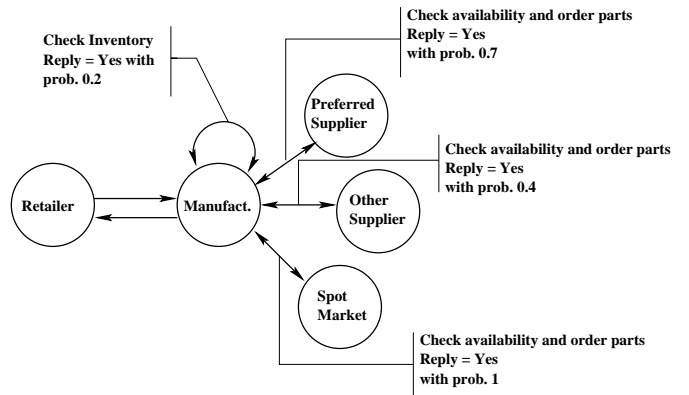 Check availability and order parts
Reply = Yes
with prob. 0.7
Check Inventory
Reply = Yes with
prob. 0.2
Preferred
Supplier
Check availability and order parts
Reply = Yes
with prob. 0.4
Retailer
Manufact.
Other
Supplier
Spot
Market
Check availability and order parts
Reply = Yes
with prob. 1